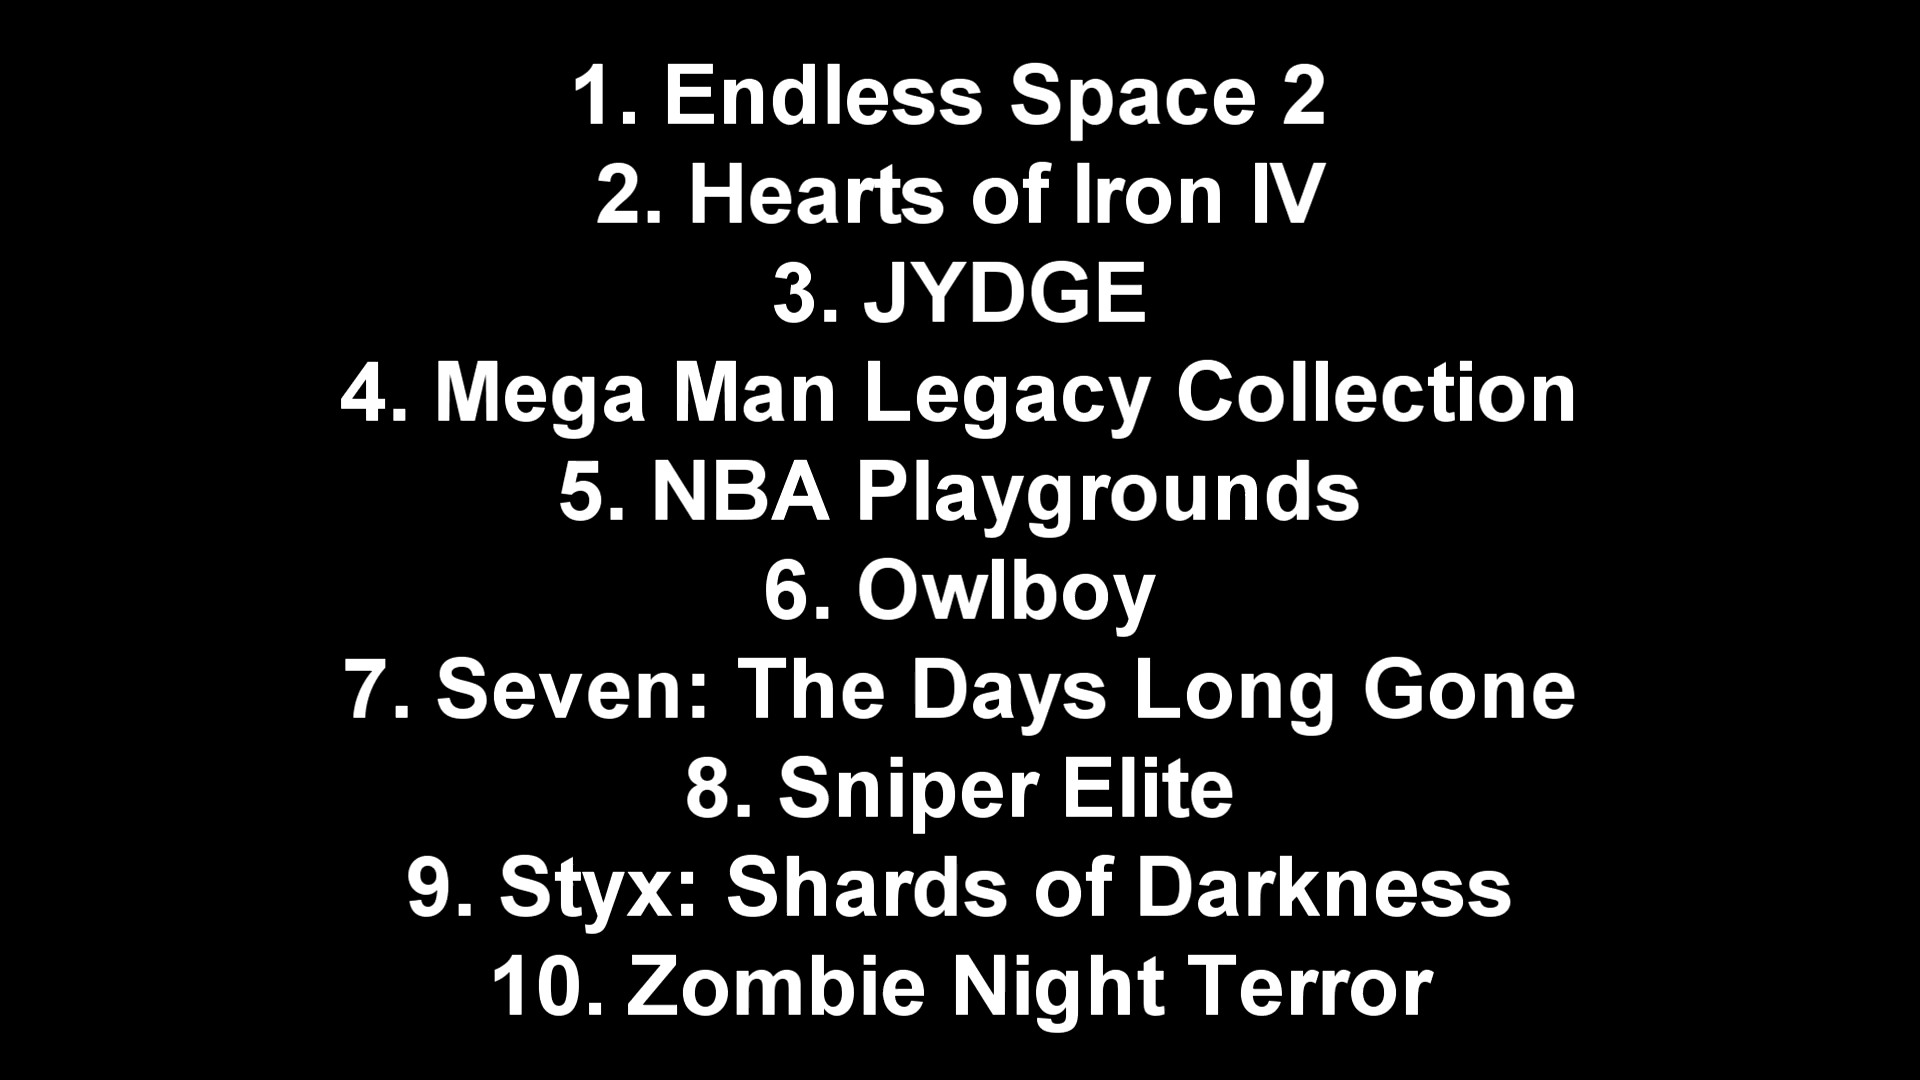 1. Endless Space 2
2. Hearts of Iron IV
3. JYDGE
4. Mega Man Legacy Collection
5. NBA Playgrounds
6. Owlboy
7. Seven: The Days Long Gone
8. Sniper Elite
9. Styx: Shards of Darkness
10. Zombie Night Terror